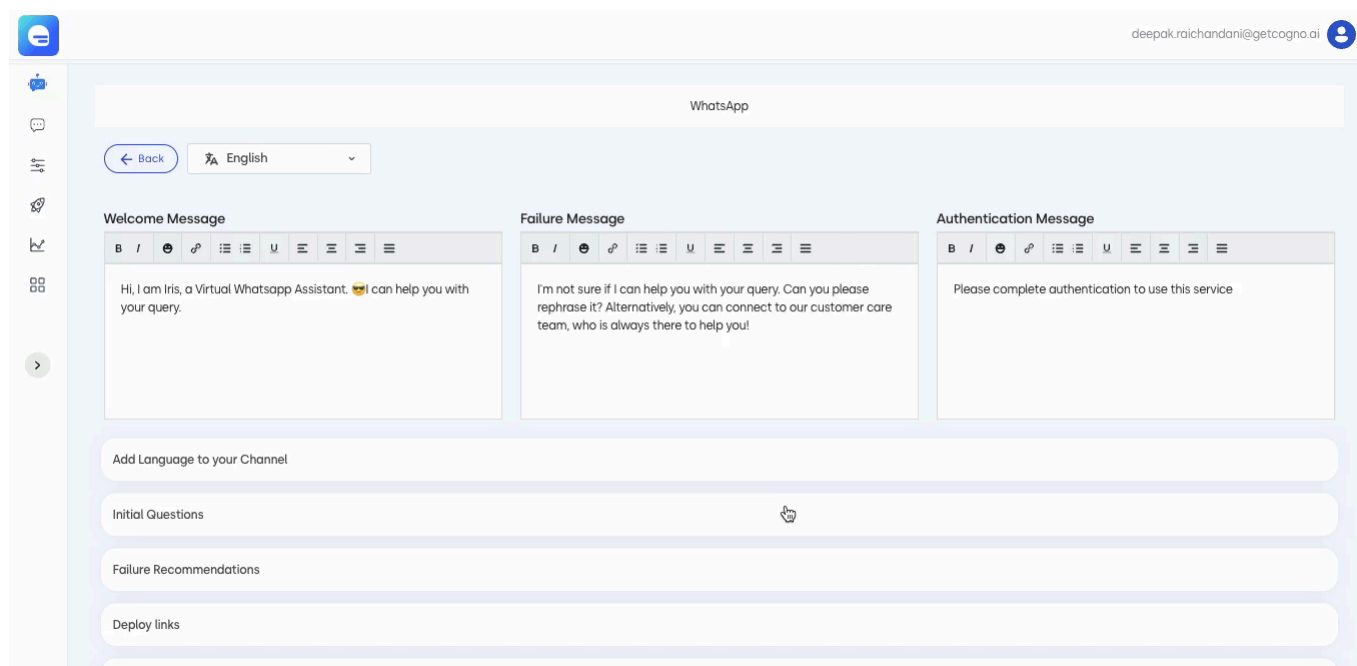 deepak.raichandani@getcogno.ai
WhatsApp
Back
English
Welcome Message
B I U
Hi, I am Iris, a Virtual Whatsapp Assistant. 😎I can help you with
your query.
Failure Message
B I U
I'm not sure if I can help you with your query. Can you please
rephrase it? Alternatively, you can connect to our customer care
team, who is always there to help you!
Authentication Message
B I U
Please complete authentication to use this service
Add Language to your Channel
Initial Questions
Failure Recommendations
Deploy links